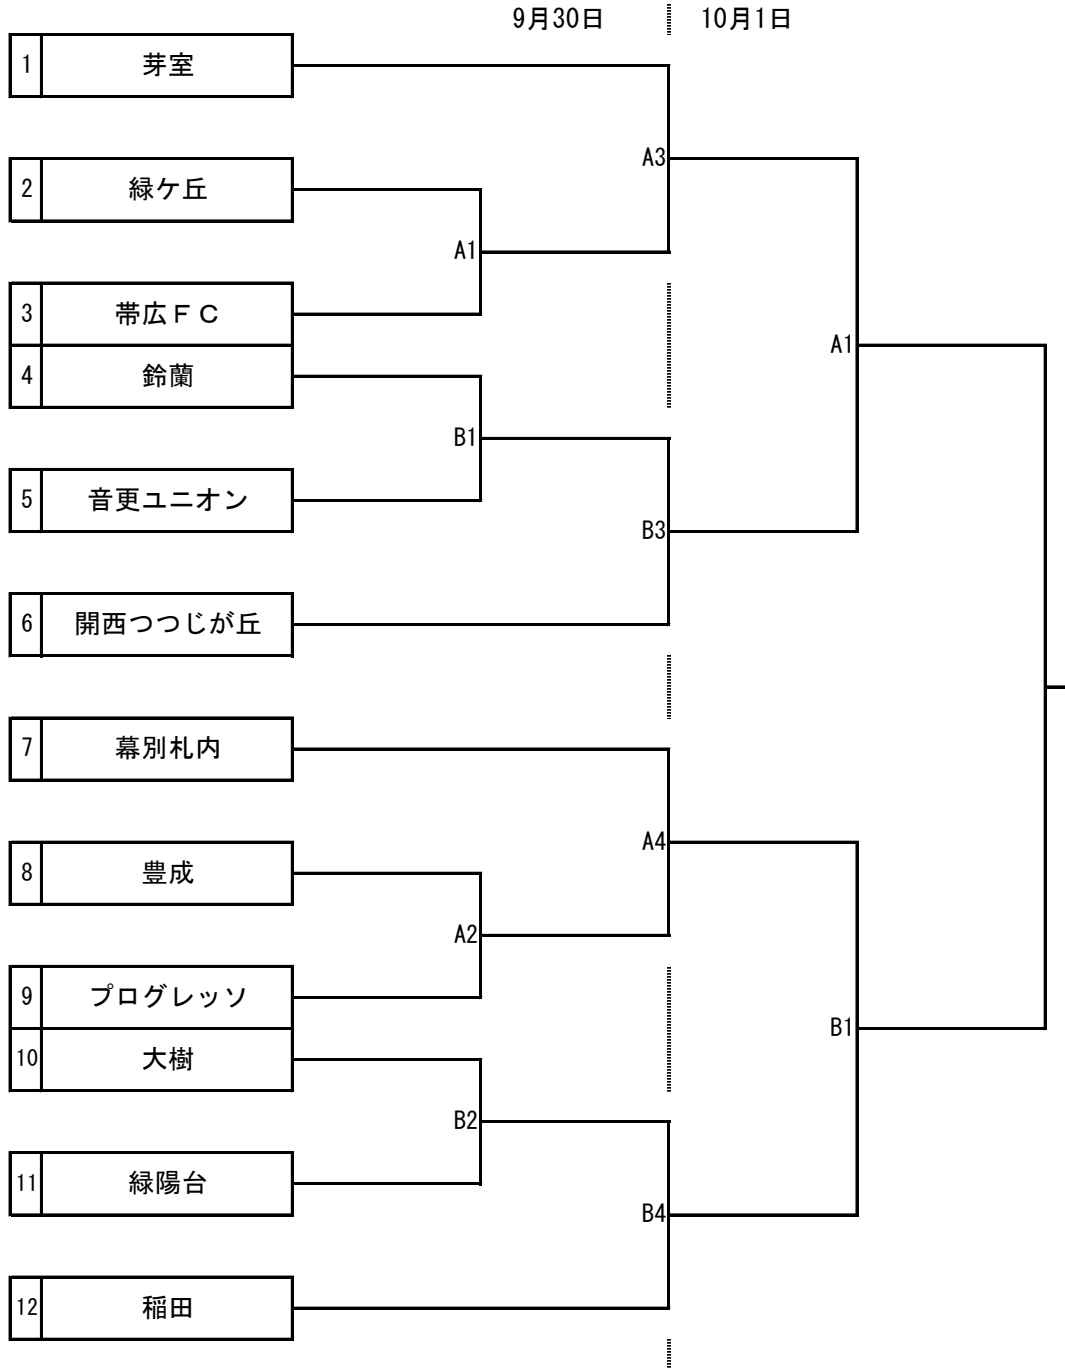 9月30日 10月1日
1 芽室
A3
2 緑ケ丘
A1
3 帯広ＦＣ
A1
4 鈴蘭
B1
5 音更ユニオン
B3
6 開西つつじが丘
7 幕別札内
A4
8 豊成
A2
9 プログレッソ
B1
10 大樹
B2
11 緑陽台
B4
12 稲田